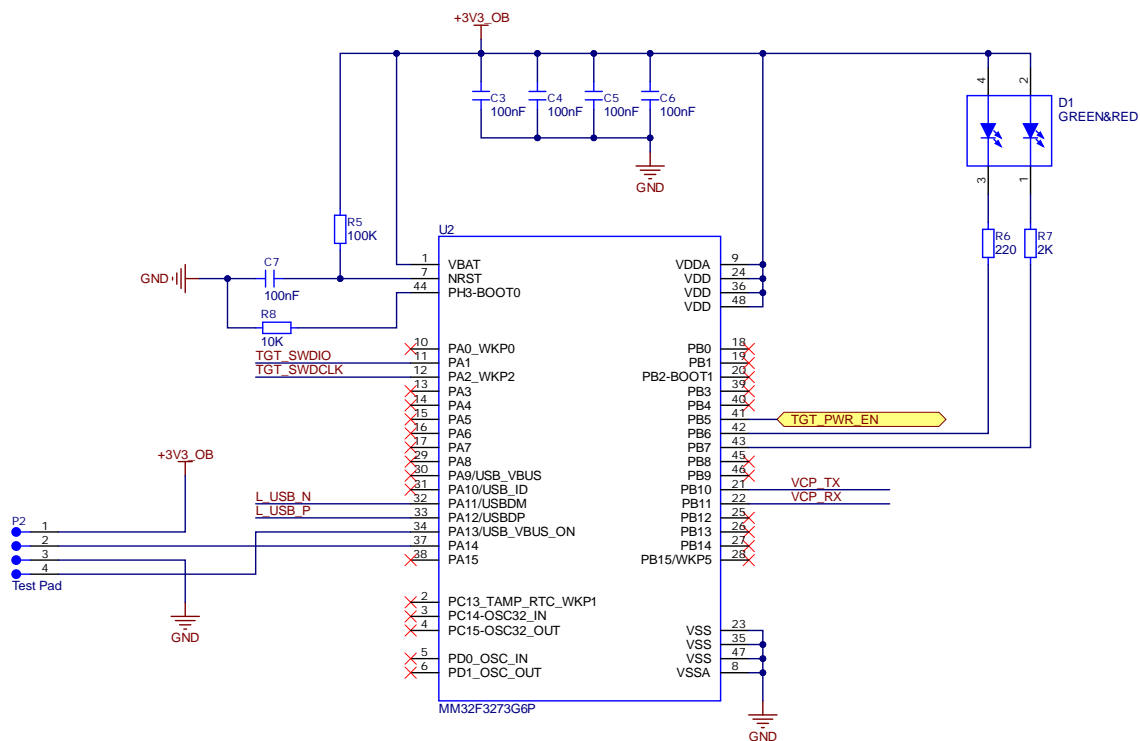 +3V3_OB
C3
100nF
C4
100nF
C5
100nF
C6
100nF
GND
4
2
D1
GREEN&RED
3
1
R6
220
R7
2K
R5
100K
C7
100nF
GND
R8
10K
U2
1 VBAT
7 NRST
44 PH3-BOOT0
10 PA0_WKP0
TGT_SWDIO 11 PA1
TGT_SWDCLK 12 PA2_WKP2
13 PA3
14 PA4
15 PA5
16 PA6
17 PA7
29 PA8
30 PA9/USB_VBUS
31 PA10/USB_ID
L_USB_N 32 PA11/USBDM
L_USB_P 33 PA12/USBDP
34 PA13/USB_VBUS_ON
37 PA14
38 PA15
2 PC13_TAMP_RTC_WKP1
3 PC14-OSC32_IN
4 PC15-OSC32_OUT
5 PD0_OSC_IN
6 PD1_OSC_OUT
VDDA 9
VDD 24
VDD 36
VDD 48
PB0 18
PB1 19
PB2-BOOT1 20
PB3 39
PB4 40
PB5 41 TGT_PWR_EN
PB6 42
PB7 43
PB8 45
PB9 46
PB10 21 VCP_TX
PB11 22 VCP_RX
PB12 25
PB13 26
PB14 27
PB15/WKP5 28
VSS 23
VSS 35
VSS 47
VSSA 8
MM32F3273G6P
GND
+3V3_OB
P2
1
2
3
4
Test Pad
GND